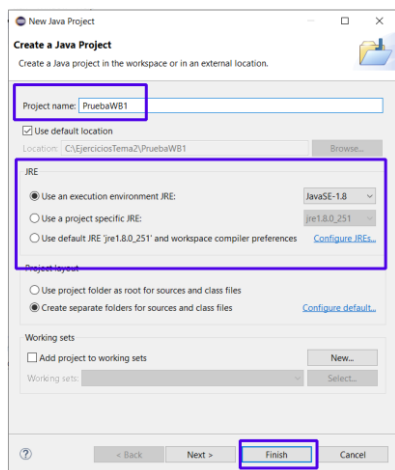 New Java Project
Create a Java Project
Create a Java project in the workspace or in an external location.
Project name: PruebaWB1
Use default location
Location: C:\EjerciciosTema2\PruebaWB1 Browse...
JRE
Use an execution environment JRE: JavaSE-1.8
Use a project specific JRE: jre1.8.0_251
Use default JRE 'jre1.8.0_251' and workspace compiler preferences Configure JREs...
Project layout
Use project folder as root for sources and class files
Create separate folders for sources and class files Configure default...
Working sets
Add project to working sets New...
Working sets: Select...
? < Back Next > Finish Cancel